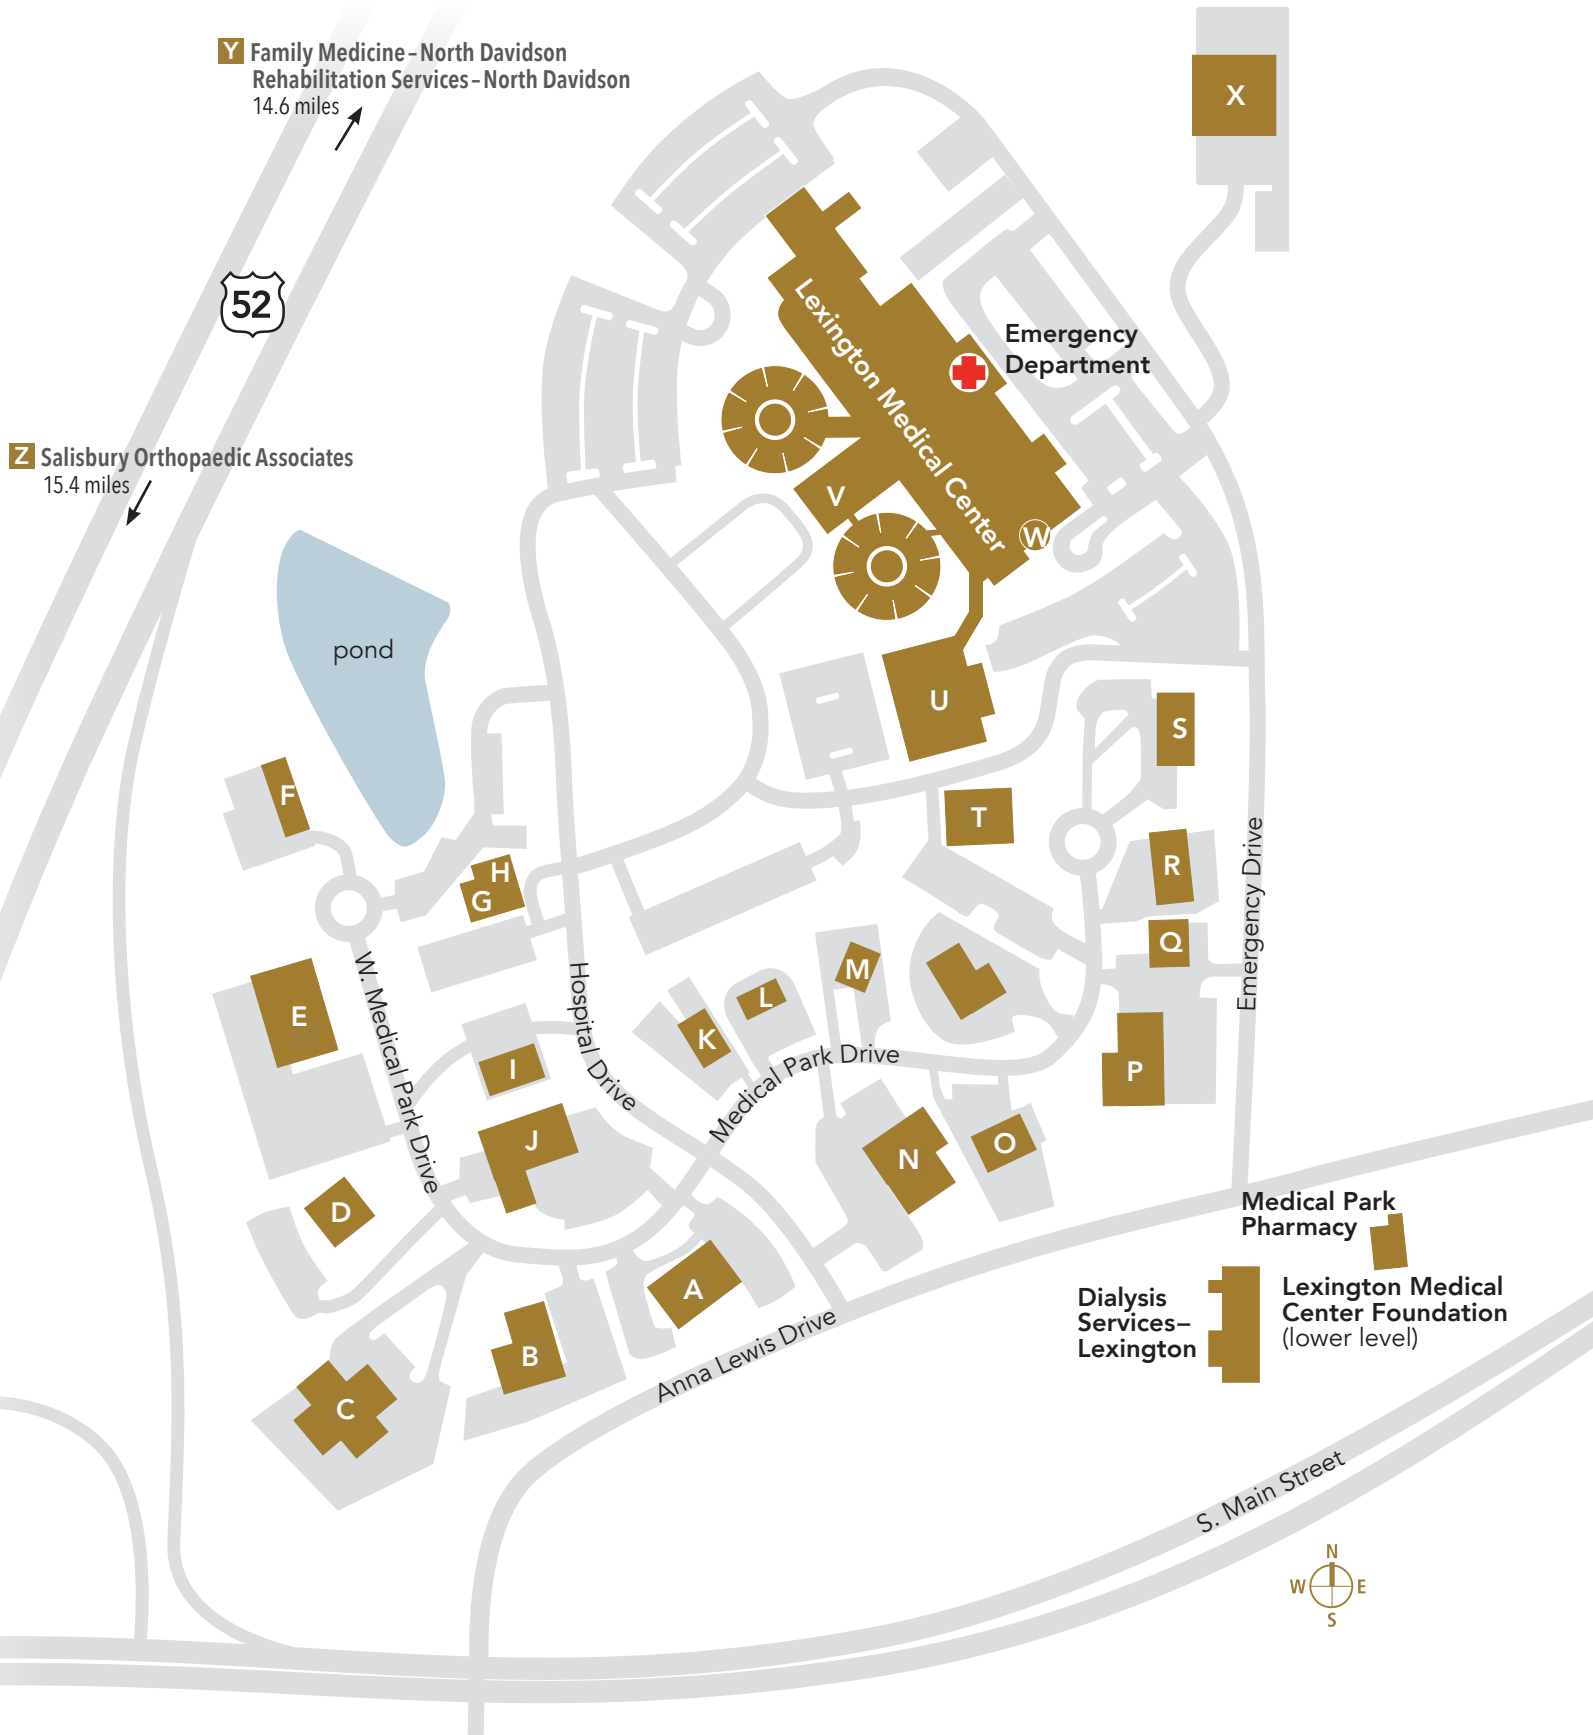 Y Family Medicine–North Davidson
Rehabilitation Services–North Davidson
14.6 miles
X
52
Lexington Medical Center
Emergency
Department
Z Salisbury Orthopaedic Associates
15.4 miles
V
W
pond
U
S
F
T
H
G
R
Q
E
W. Medical Park Drive
Hospital Drive
Emergency Drive
M
L
K
I
Medical Park Drive
P
J
N
O
D
Medical Park
Pharmacy
A
Dialysis
Services–
Lexington
Lexington Medical
Center Foundation
(lower level)
B
Anna Lewis Drive
C
S. Main Street
N
W E
S